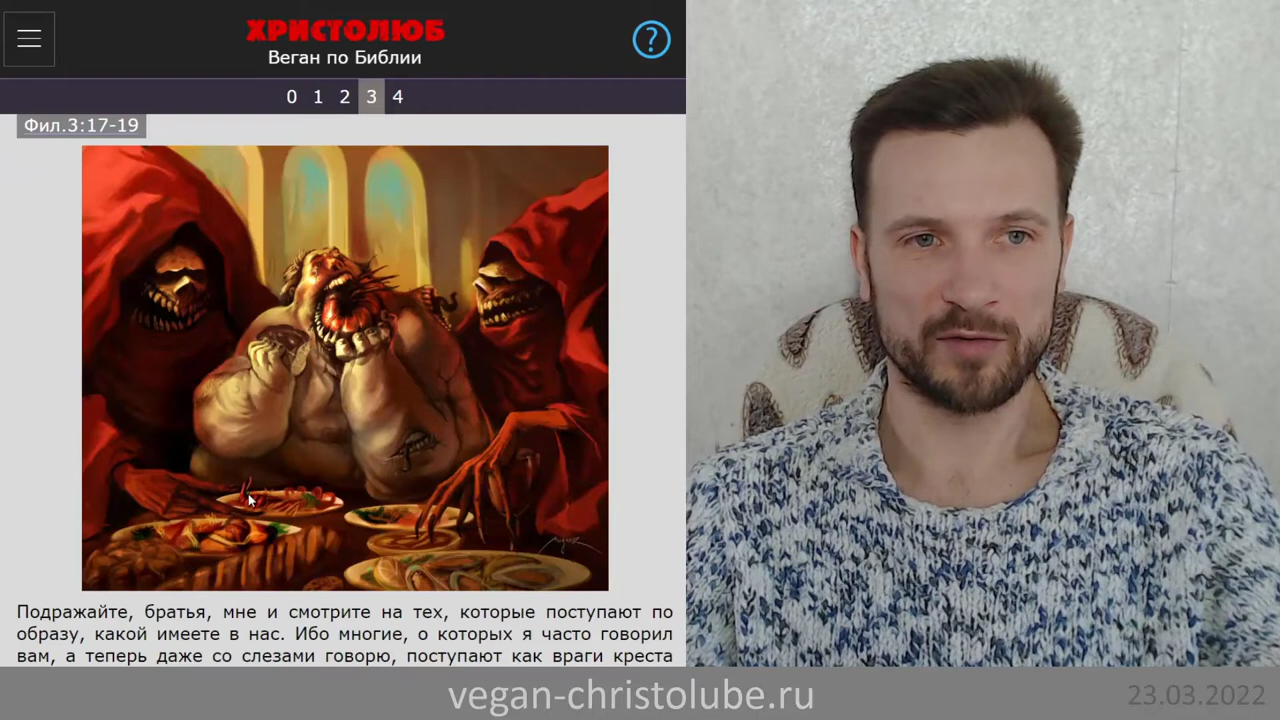 ХРИСТОЛЮБ
Веган по Библии
?
0 1 2 3 4
Фил.3:17-19
Подражайте, братья, мне и смотрите на тех, которые поступают по
образу, какой имеете в нас. Ибо многие, о которых я часто говорил
вам, а теперь даже со слезами говорю, поступают как враги креста
vegan-christolube.ru
23.03.2022